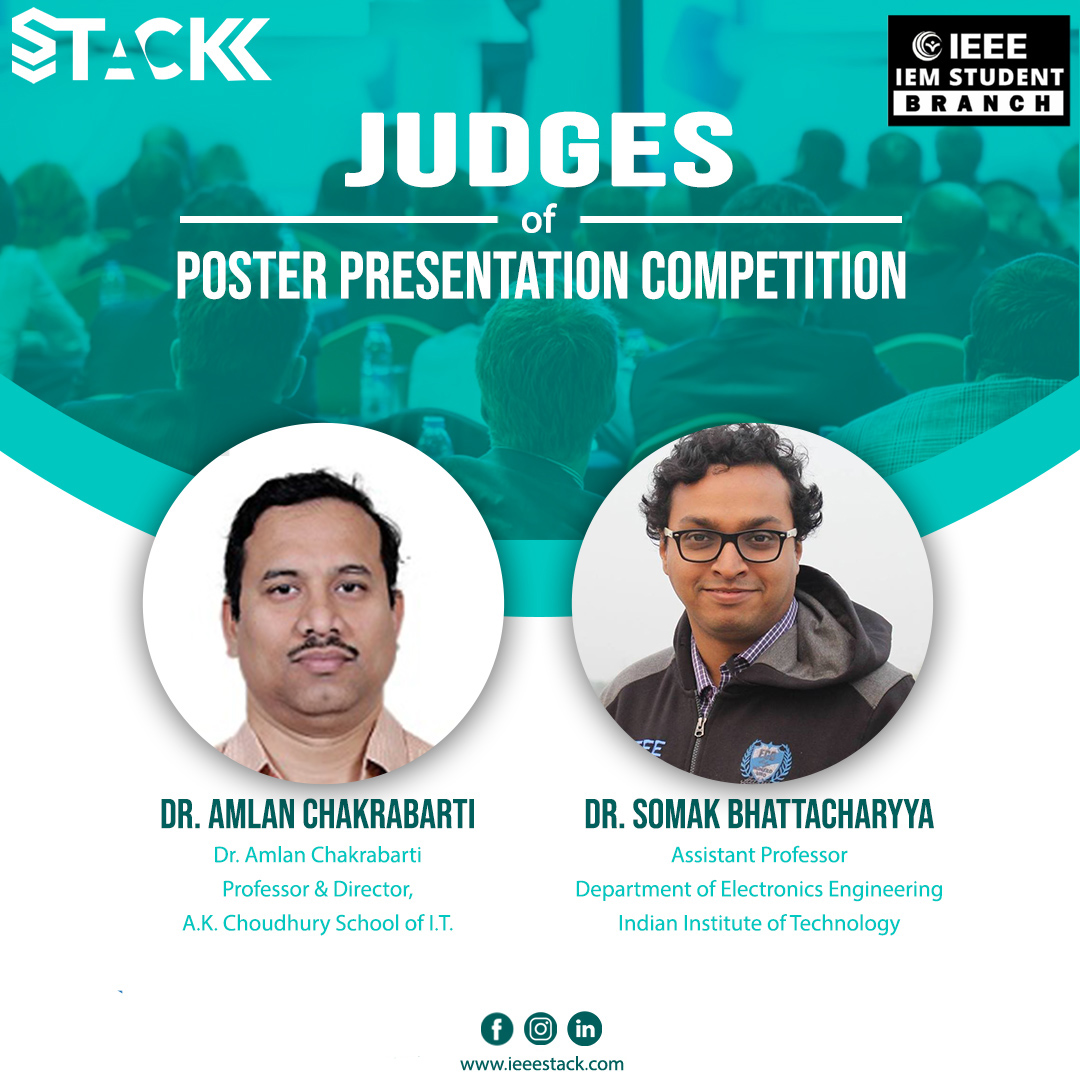 STACK
IEEE
IEM STUDENT
BRANCH
JUDGES
of
POSTER PRESENTATION COMPETITION
DR. AMLAN CHAKRABARTI
Dr. Amlan Chakrabarti
Professor & Director,
A.K. Choudhury School of I.T.
DR. SOMAK BHATTACHARYYA
Assistant Professor
Department of Electronics Engineering
Indian Institute of Technology
www.ieeestack.com